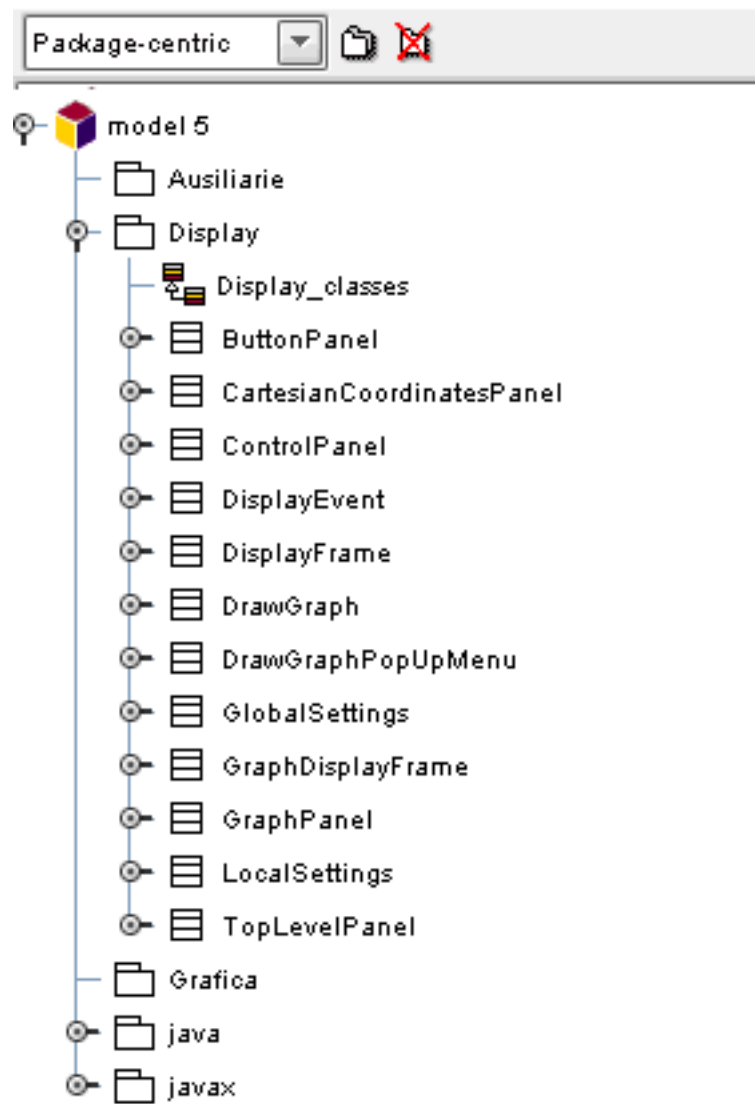 Package-centric
model 5
Ausiliarie
Display
Display_classes
ButtonPanel
CartesianCoordinatesPanel
ControlPanel
DisplayEvent
DisplayFrame
DrawGraph
DrawGraphPopUpMenu
GlobalSettings
GraphDisplayFrame
GraphPanel
LocalSettings
TopLevelPanel
Grafica
java
javax